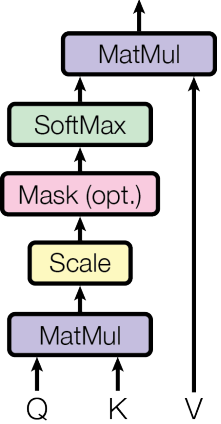 MatMul
SoftMax
Mask (opt.)
Scale
MatMul
Q K V